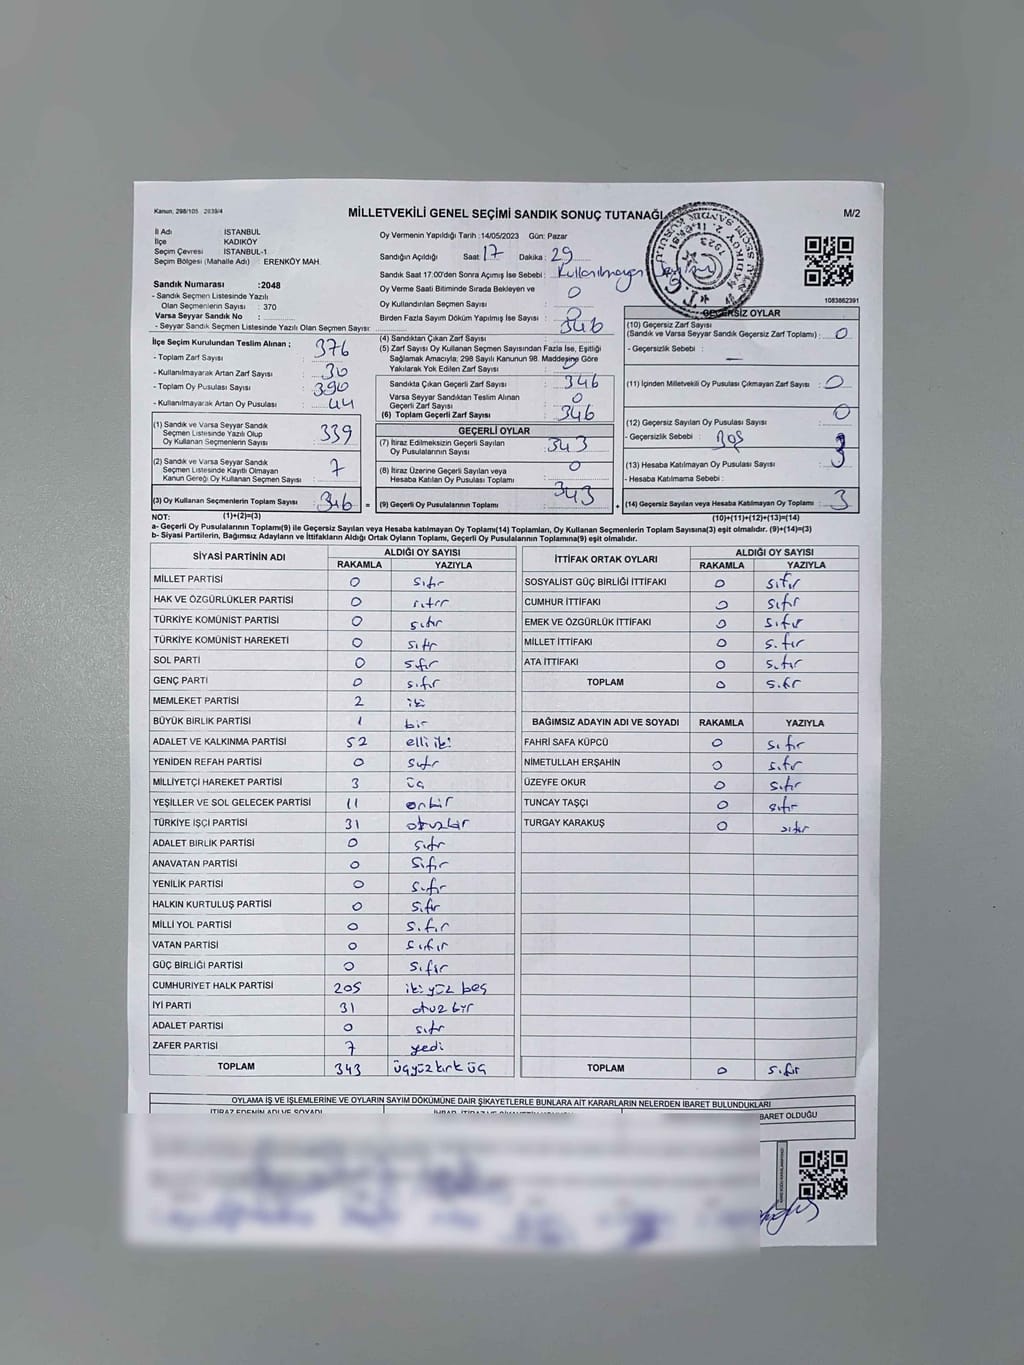 Kanun, 298/105 2839/4
MİLLETVEKİLİ GENEL SEÇİMİ SANDIK SONUÇ TUTANAĞI
M/2
İl Adı İSTANBUL
İlçe KADIKÖY
Seçim Çevresi İSTANBUL-1
Seçim Bölgesi (Mahalle Adı) : ERENKÖY MAH.
Sandık Numarası :2048
- Sandık Seçmen Listesinde Yazılı
Olan Seçmenlerin Sayısı : 370
Varsa Seyyar Sandık No :
- Seyyar Sandık Seçmen Listesinde Yazılı Olan Seçmen Sayısı:
Oy Vermenin Yapıldığı Tarih :14/05/2023 Gün: Pazar
Sandığın Açıldığı Saat: 17 Dakika : 29
Sandık Saat 17:00'den Sonra Açımış İse Sebebi : Kullanılmayan
Oy Verme Saati Bitiminde Sırada Bekleyen ve
Oy Kullandırılan Seçmen Sayısı : 0
Birden Fazla Sayım Döküm Yapılmış İse Sayısı : 0
1083862391
İlçe Seçim Kurulundan Teslim Alınan ;
- Toplam Zarf Sayısı : 376
- Kullanılmayarak Artan Zarf Sayısı : 30
- Toplam Oy Pusulası Sayısı : 390
- Kullanılmayarak Artan Oy Pusulası : 44
(1) Sandık ve Varsa Seyyar Sandık
Seçmen Listesinde Yazılı Olup
Oy Kullanan Seçmenlerin Sayısı : 339
(2) Sandık ve Varsa Seyyar Sandık
Seçmen Listesinde Kayıtlı Olmayan
Kanun Gereği Oy Kullanan Seçmen Sayısı : 7
(3) Oy Kullanan Seçmenlerin Toplam Sayısı : 346 =
(4) Sandıktan Çıkan Zarf Sayısı : 346
(5) Zarf Sayısı Oy Kullanan Seçmen Sayısından Fazla İse, Eşitliği
Sağlamak Amacıyla; 298 Sayılı Kanunun 98. Maddesine Göre
Yakılarak Yok Edilen Zarf Sayısı : 0
Sandıkta Çıkan Geçerli Zarf Sayısı : 346
Varsa Seyyar Sandıktan Teslim Alınan
Geçerli Zarf Sayısı : 0
(6) Toplam Geçerli Zarf Sayısı : 346
GEÇERLİ OYLAR
(7) İtiraz Edilmeksizin Geçerli Sayılan
Oy Pusulalarının Sayısı : 343
(8) İtiraz Üzerine Geçerli Sayılan veya
Hesaba Katılan Oy Pusulası Toplamı : 0
(9) Geçerli Oy Pusulalarının Toplamı : 343 +
GEÇERSİZ OYLAR
(10) Geçersiz Zarf Sayısı
(Sandık ve Varsa Seyyar Sandık Geçersiz Zarf Toplamı) : 0
- Geçersizlik Sebebi : —
(11) İçinden Milletvekili Oy Pusulası Çıkmayan Zarf Sayısı : 0
(12) Geçersiz Sayılan Oy Pusulası Sayısı : 0
- Geçersizlik Sebebi : Boş
(13) Hesaba Katılmayan Oy Pusulası Sayısı : 3
- Hesaba Katılmama Sebebi :
(14) Geçersiz Sayılan veya Hesaba Katılmayan Oy Toplamı : 3
NOT: (1)+(2)=(3) (10)+(11)+(12)+(13)=(14)
a- Geçerli Oy Pusulalarının Toplamı(9) ile Geçersiz Sayılan veya Hesaba katılmayan Oy Toplamı(14) Toplamları, Oy Kullanan Seçmenlerin Toplam Sayısına(3) eşit olmalıdır. (9)+(14)=(3)
b- Siyasi Partilerin, Bağımsız Adayların ve İttifakların Aldığı Ortak Oyların Toplamı, Geçerli Oy Pusulalarının Toplamına(9) eşit olmalıdır.
SİYASİ PARTİNİN ADI ALDIĞI OY SAYISI
RAKAMLA YAZIYLA
MİLLET PARTİSİ 0 sıfır
HAK VE ÖZGÜRLÜKLER PARTİSİ 0 sıfır
TÜRKİYE KOMÜNİST PARTİSİ 0 sıfır
TÜRKİYE KOMÜNİST HAREKETİ 0 sıfır
SOL PARTİ 0 sıfır
GENÇ PARTİ 0 sıfır
MEMLEKET PARTİSİ 2 iki
BÜYÜK BİRLİK PARTİSİ 1 bir
ADALET VE KALKINMA PARTİSİ 52 elli iki
YENİDEN REFAH PARTİSİ 0 sıfır
MİLLİYETÇİ HAREKET PARTİSİ 3 üç
YEŞİLLER VE SOL GELECEK PARTİSİ 11 onbir
TÜRKİYE İŞÇİ PARTİSİ 31 otuzbir
ADALET BİRLİK PARTİSİ 0 sıfır
ANAVATAN PARTİSİ 0 sıfır
YENİLİK PARTİSİ 0 sıfır
HALKIN KURTULUŞ PARTİSİ 0 sıfır
MİLLİ YOL PARTİSİ 0 sıfır
VATAN PARTİSİ 0 sıfır
GÜÇ BİRLİĞİ PARTİSİ 0 sıfır
CUMHURİYET HALK PARTİSİ 205 iki yüz beş
İYİ PARTİ 31 otuz bir
ADALET PARTİSİ 0 sıfır
ZAFER PARTİSİ 7 yedi
TOPLAM 343 üçyüz kırk üç
İTTİFAK ORTAK OYLARI ALDIĞI OY SAYISI
RAKAMLA YAZIYLA
SOSYALİST GÜÇ BİRLİĞİ İTTİFAKI 0 sıfır
CUMHUR İTTİFAKI 0 sıfır
EMEK VE ÖZGÜRLÜK İTTİFAKI 0 sıfır
MİLLET İTTİFAKI 0 sıfır
ATA İTTİFAKI 0 sıfır
TOPLAM 0 sıfır
BAĞIMSIZ ADAYIN ADI VE SOYADI RAKAMLA YAZIYLA
FAHRİ SAFA KÜPCÜ 0 sıfır
NİMETULLAH ERŞAHİN 0 sıfır
ÜZEYFE OKUR 0 sıfır
TUNCAY TAŞÇI 0 sıfır
TURGAY KARAKUŞ 0 sıfır
TOPLAM 0 sıfır
OYLAMA İŞ VE İŞLEMLERİNE VE OYLARIN SAYIM DÖKÜMÜNE DAİR ŞİKAYETLERLE BUNLARA AİT KARARLARIN NELERDEN İBARET BULUNDUKLARI
İTİRAZ EDENİN ADI VE SOYADI
BARET OLDUĞU